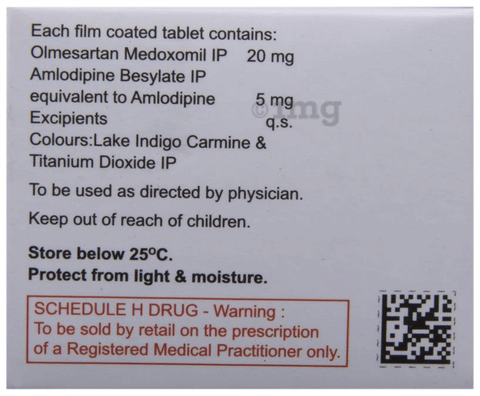 Each film coated tablet contains:
Olmesartan Medoxomil IP 20 mg
Amlodipine Besylate IP
equivalent to Amlodipine 5 mg
Excipients q.s.
Colours:Lake Indigo Carmine &
Titanium Dioxide IP
To be used as directed by physician.
Keep out of reach of children.
Store below 25ºC.
Protect from light & moisture.
SCHEDULE H DRUG - Warning :
To be sold by retail on the prescription
of a Registered Medical Practitioner only.